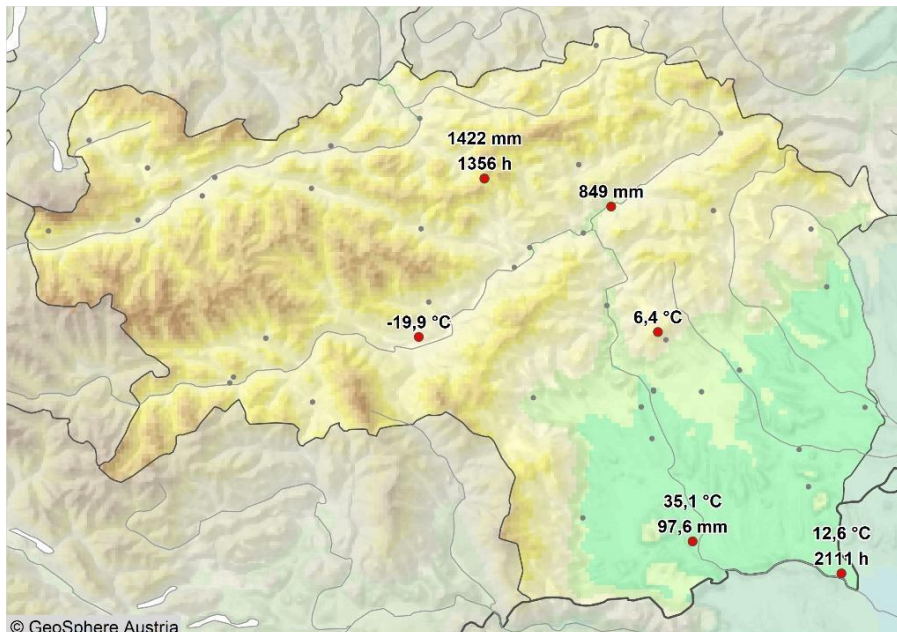 1422 mm
1356 h
849 mm
-19,9 °C
6,4 °C
35,1 °C
97,6 mm
12,6 °C
2111 h
© GeoSphere Austria